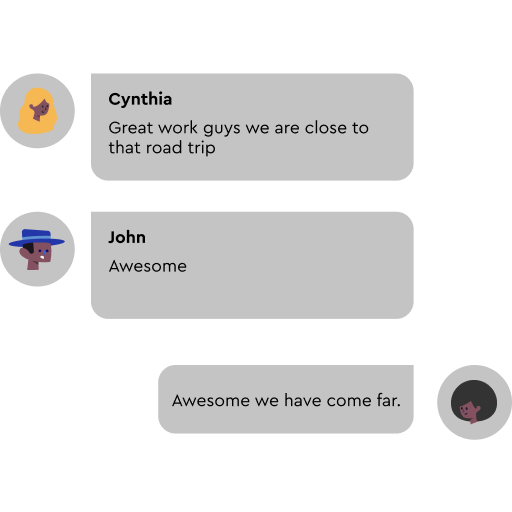 Cynthia
Great work guys we are close to
that road trip
John
Awesome
Awesome we have come far.